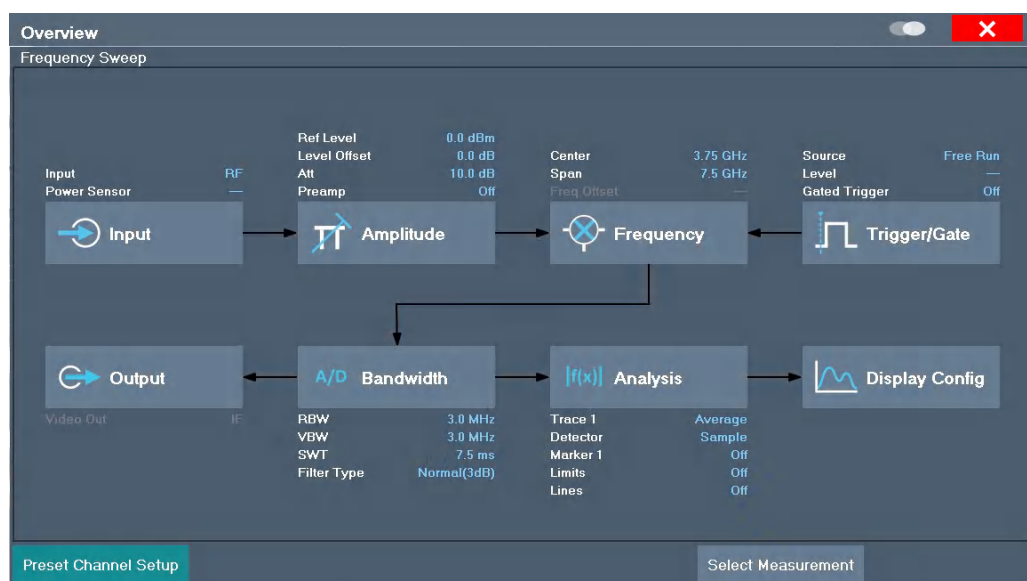 Overview
Frequency Sweep
Input RF
Power Sensor —
Input
Ref Level 0.0 dBm
Level Offset 0.0 dB
Att 10.0 dB
Preamp Off
Amplitude
Center 3.75 GHz
Span 7.5 GHz
Freq Offset —
Frequency
Source Free Run
Level —
Gated Trigger Off
Trigger/Gate
Output
Video Out IF
A/D Bandwidth
RBW 3.0 MHz
VBW 3.0 MHz
SWT 7.5 ms
Filter Type Normal(3dB)
|f(x)| Analysis
Trace 1 Average
Detector Sample
Marker 1 Off
Limits Off
Lines Off
Display Config
Preset Channel Setup
Select Measurement